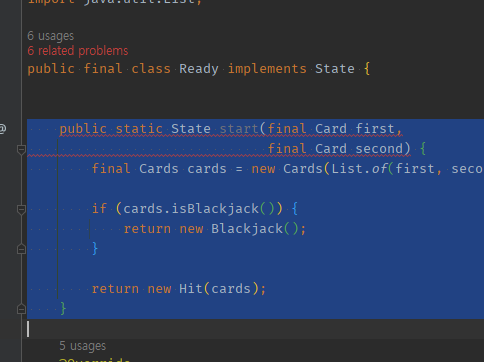 import java.util.List;
6 usages
6 related problems
public final class Ready implements State {
@
public static State start(final Card first,
final Card second) {
final Cards cards = new Cards(List.of(first, seco
if (cards.isBlackjack()) {
return new Blackjack();
}
return new Hit(cards);
}
5 usages
@Override